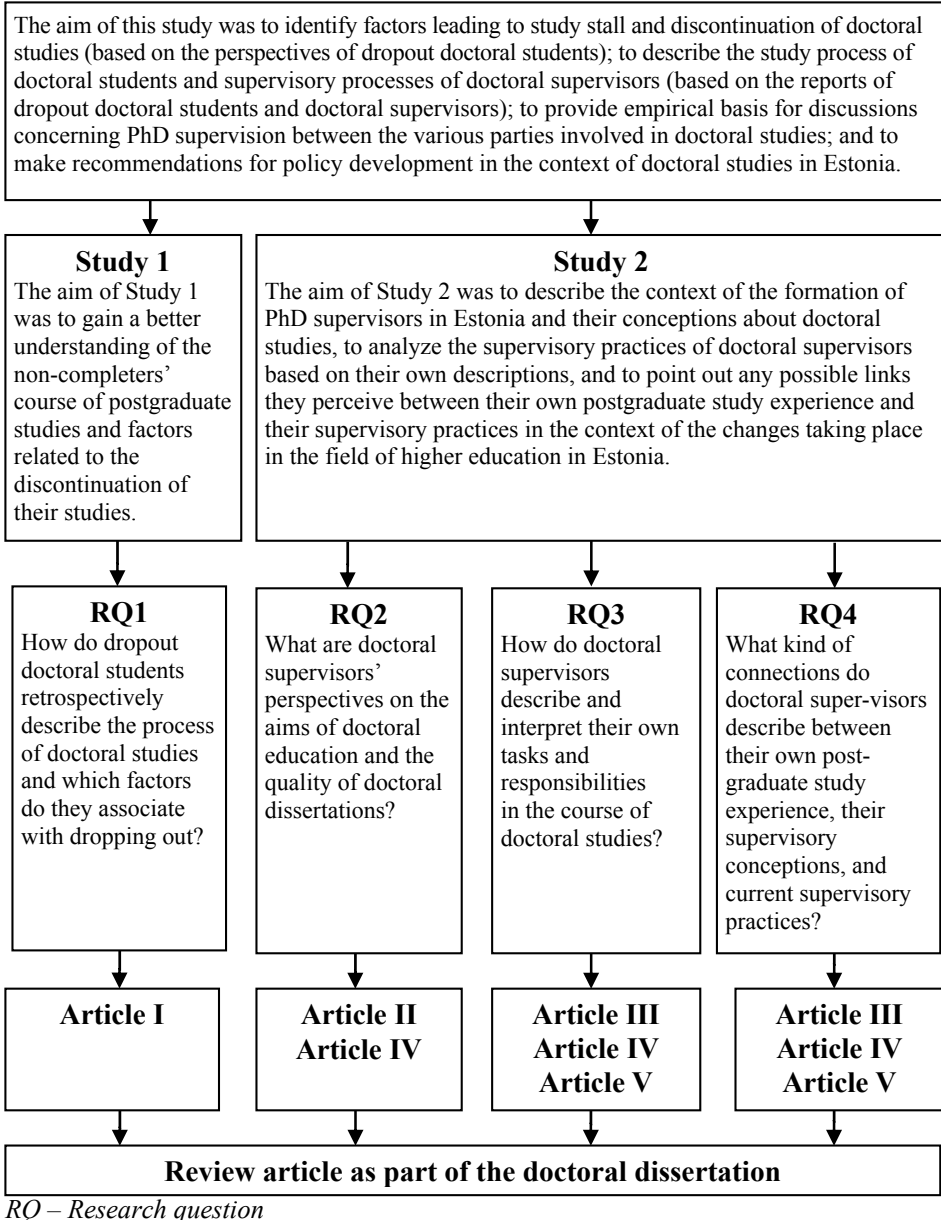 The aim of this study was to identify factors leading to study stall and discontinuation of doctoral
studies (based on the perspectives of dropout doctoral students); to describe the study process of
doctoral students and supervisory processes of doctoral supervisors (based on the reports of
dropout doctoral students and doctoral supervisors); to provide empirical basis for discussions
concerning PhD supervision between the various parties involved in doctoral studies; and to
make recommendations for policy development in the context of doctoral studies in Estonia.
Study 1
The aim of Study 1
was to gain a better
understanding of the
non-completers’
course of postgraduate
studies and factors
related to the
discontinuation of
their studies.
Study 2
The aim of Study 2 was to describe the context of the formation of
PhD supervisors in Estonia and their conceptions about doctoral
studies, to analyze the supervisory practices of doctoral supervisors
based on their own descriptions, and to point out any possible links
they perceive between their own postgraduate study experience and
their supervisory practices in the context of the changes taking place
in the field of higher education in Estonia.
RQ1
How do dropout
doctoral students
retrospectively
describe the process
of doctoral studies
and which factors
do they associate
with dropping out?
RQ2
What are doctoral
supervisors’
perspectives on the
aims of doctoral
education and the
quality of doctoral
dissertations?
RQ3
How do doctoral
supervisors
describe and
interpret their own
tasks and
responsibilities
in the course of
doctoral studies?
RQ4
What kind of
connections do
doctoral super-visors
describe between
their own post-
graduate study
experience, their
supervisory
conceptions, and
current supervisory
practices?
Article I
Article II
Article IV
Article III
Article IV
Article V
Article III
Article IV
Article V
Review article as part of the doctoral dissertation
RQ – Research question